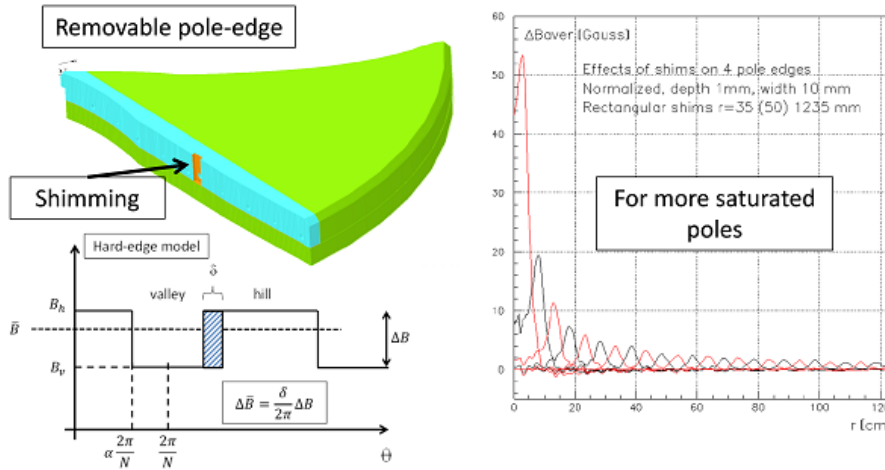 Removable pole-edge
Shimming
Hard-edge model
δ
valley
hill
B_h
B̄
B_v
ΔB
ΔB̄ = δ/2π ΔB
α 2π/N
2π/N
Θ
ΔBaver [Gauss]
Effects of shims on 4 pole edges
Normalized, depth 1mm, width 10 mm
Rectangular shims r=35 (50) 1235 mm
For more saturated
poles
60
50
40
30
20
10
0
0
20
40
60
80
100
120
r [cm